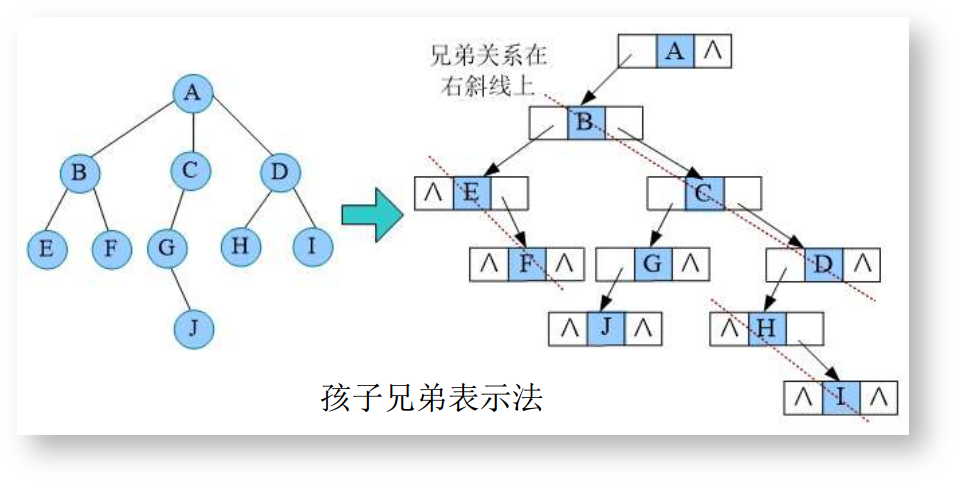 兄弟关系在
右斜线上
A
B C D
E F G H I
J
A ∧
B
∧ E
C
∧ F ∧
G ∧
D ∧
∧ J ∧
∧ H
∧ I ∧
孩子兄弟表示法